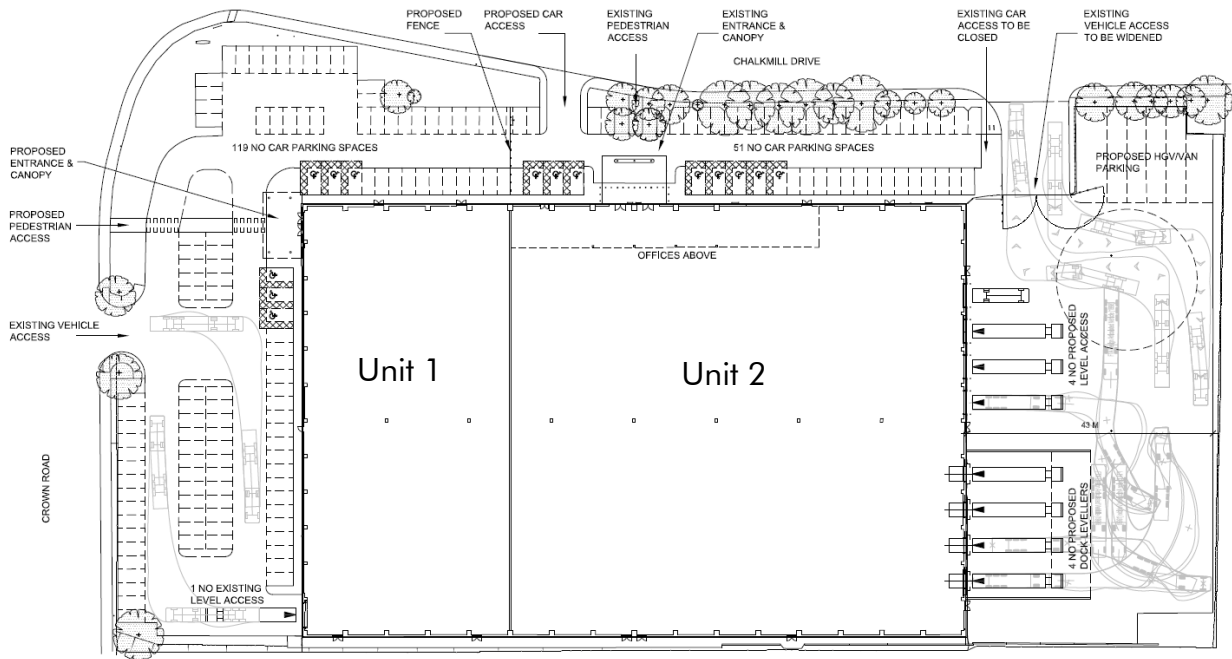 PROPOSED
FENCE
PROPOSED CAR
ACCESS
EXISTING
PEDESTRIAN
ACCESS
EXISTING
ENTRANCE &
CANOPY
EXISTING CAR
ACCESS TO BE
CLOSED
EXISTING
VEHICLE ACCESS
TO BE WIDENED
CHALKMILL DRIVE
11
119 NO CAR PARKING SPACES
51 NO CAR PARKING SPACES
PROPOSED HGV/VAN
PARKING
PROPOSED
ENTRANCE &
CANOPY
PROPOSED
PEDESTRIAN
ACCESS
OFFICES ABOVE
EXISTING VEHICLE
ACCESS
Unit 1
Unit 2
4 NO PROPOSED
LEVEL ACCESS
43 M
CROWN ROAD
4 NO PROPOSED
DOCK LEVELLERS
1 NO EXISTING
LEVEL ACCESS